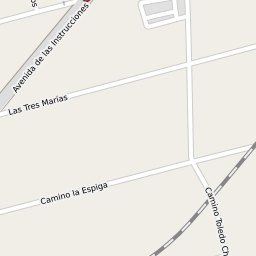 Avenida de las Instrucciones
Las Tres Marías
Camino la Espiga
Camino Toledo Ch